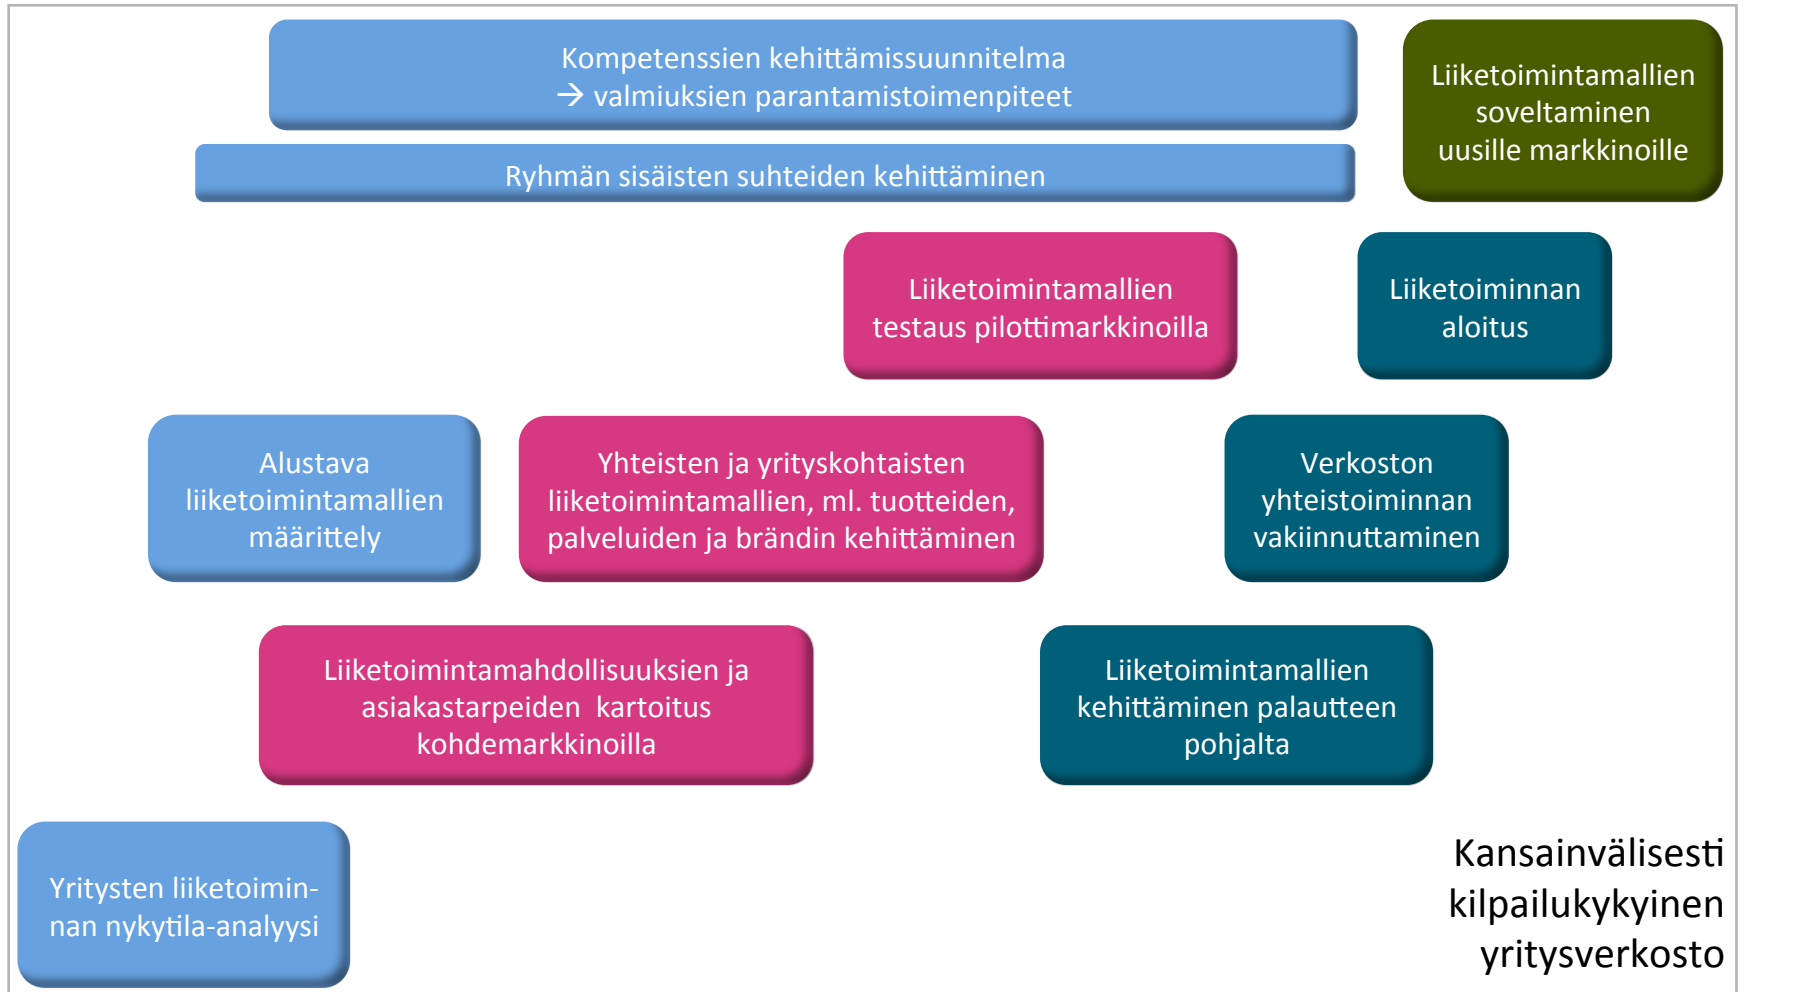 Kompetenssien kehittämissuunnitelma
→ valmiuksien parantamistoimenpiteet
Liiketoimintamallien
soveltaminen
uusille markkinoille
Ryhmän sisäisten suhteiden kehittäminen
Liiketoimintamallien
testaus pilottimarkkinoilla
Liiketoiminnan
aloitus
Alustava
liiketoimintamallien
määrittely
Yhteisten ja yrityskohtaisten
liiketoimintamallien, ml. tuotteiden,
palveluiden ja brändin kehittäminen
Verkoston
yhteistoiminnan
vakiinnuttaminen
Liiketoimintamahdollisuuksien ja
asiakastarpeiden kartoitus
kohdemarkkinoilla
Liiketoimintamallien
kehittäminen palautteen
pohjalta
Yritysten liiketoimin-
nan nykytila-analyysi
Kansainvälisesti
kilpailukykyinen
yritysverkosto